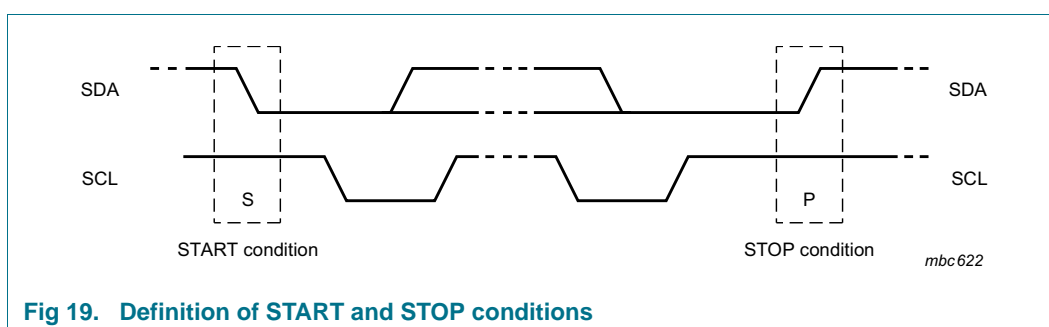 SDA
SDA
SCL
SCL
S
P
START condition
STOP condition
mbc622
Fig 19. Definition of START and STOP conditions